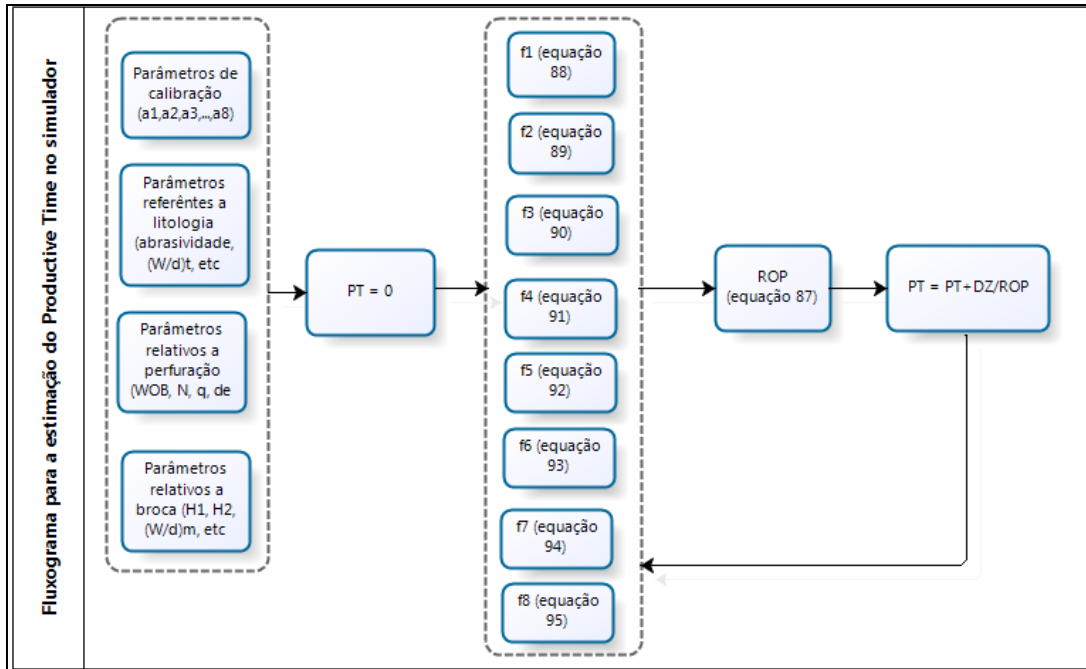 Fluxograma para a estimação do Productive Time no simulador
Parâmetros de
calibração
(a1,a2,a3,...,a8)
Parâmetros
referêntes a
litologia
(abrasividade,
(W/d)t, etc
Parâmetros
relativos a
perfuração
(WOB, N, q, de
Parâmetros
relativos a
broca (H1, H2,
(W/d)m, etc
PT = 0
f1 (equação
88)
f2 (equação
89)
f3 (equação
90)
f4 (equação
91)
f5 (equação
92)
f6 (equação
93)
f7 (equação
94)
f8 (equação
95)
ROP
(equação 87)
PT = PT+DZ/ROP